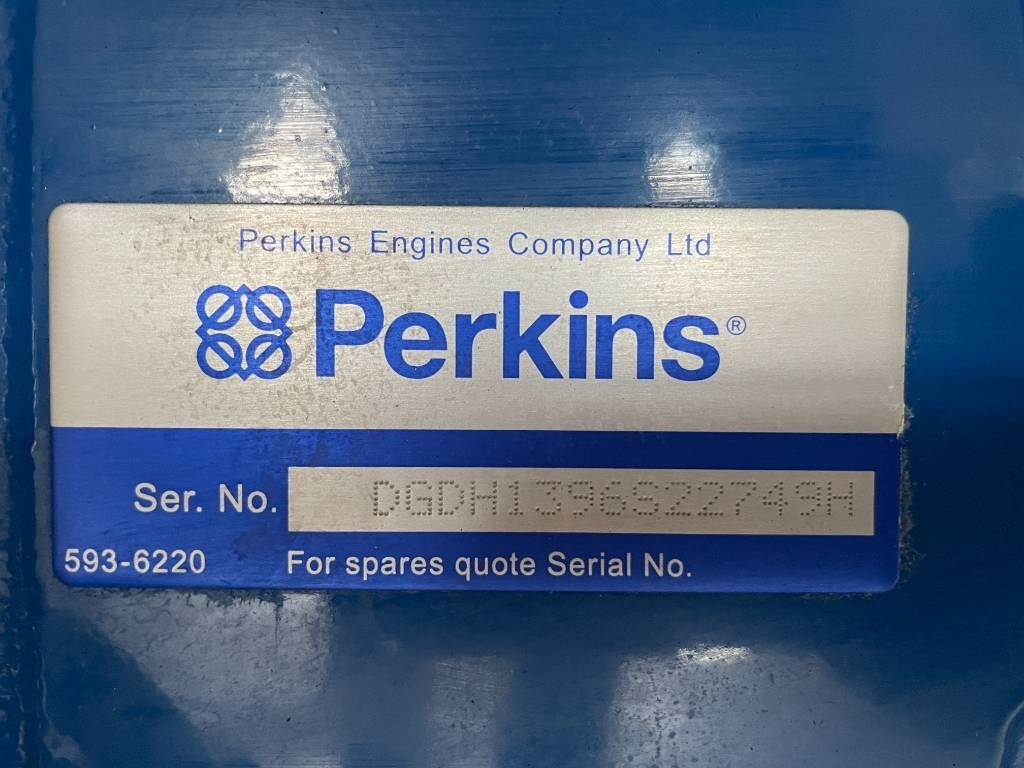 Perkins Engines Company Ltd
Perkins®
Ser. No. DGDH1396S22749H
593-6220 For spares quote Serial No.